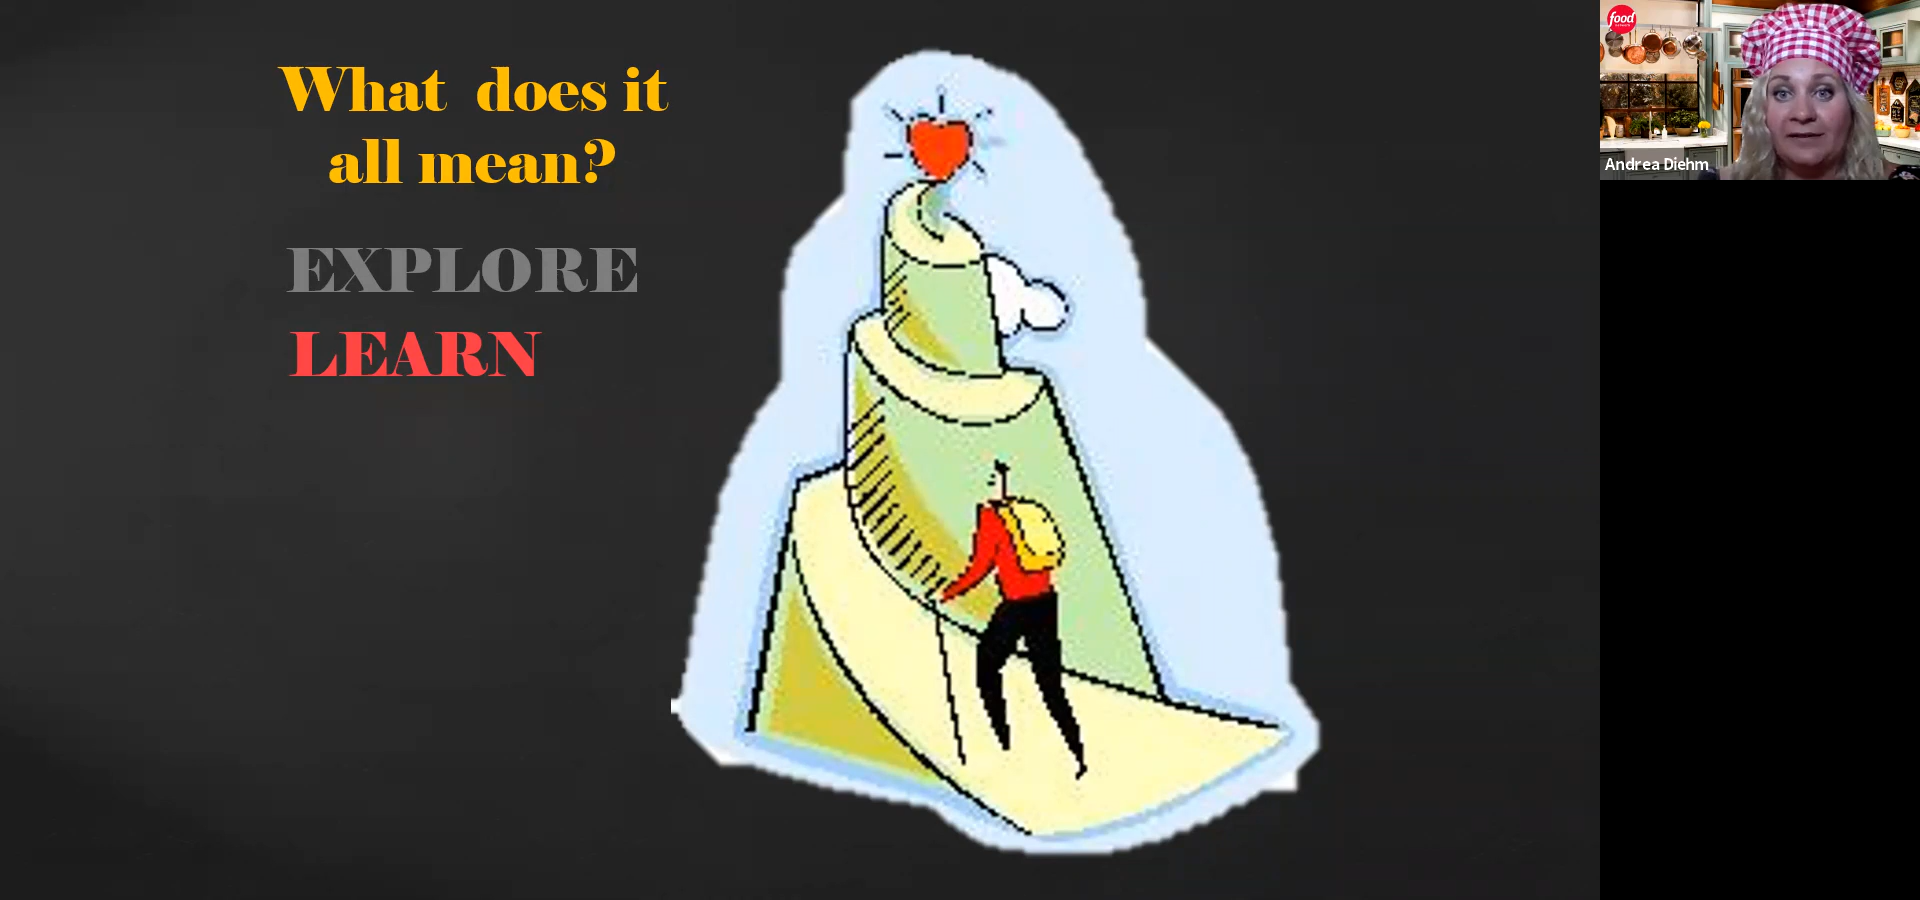 What does it
all mean?
EXPLORE
LEARN
food
Andrea Diehm